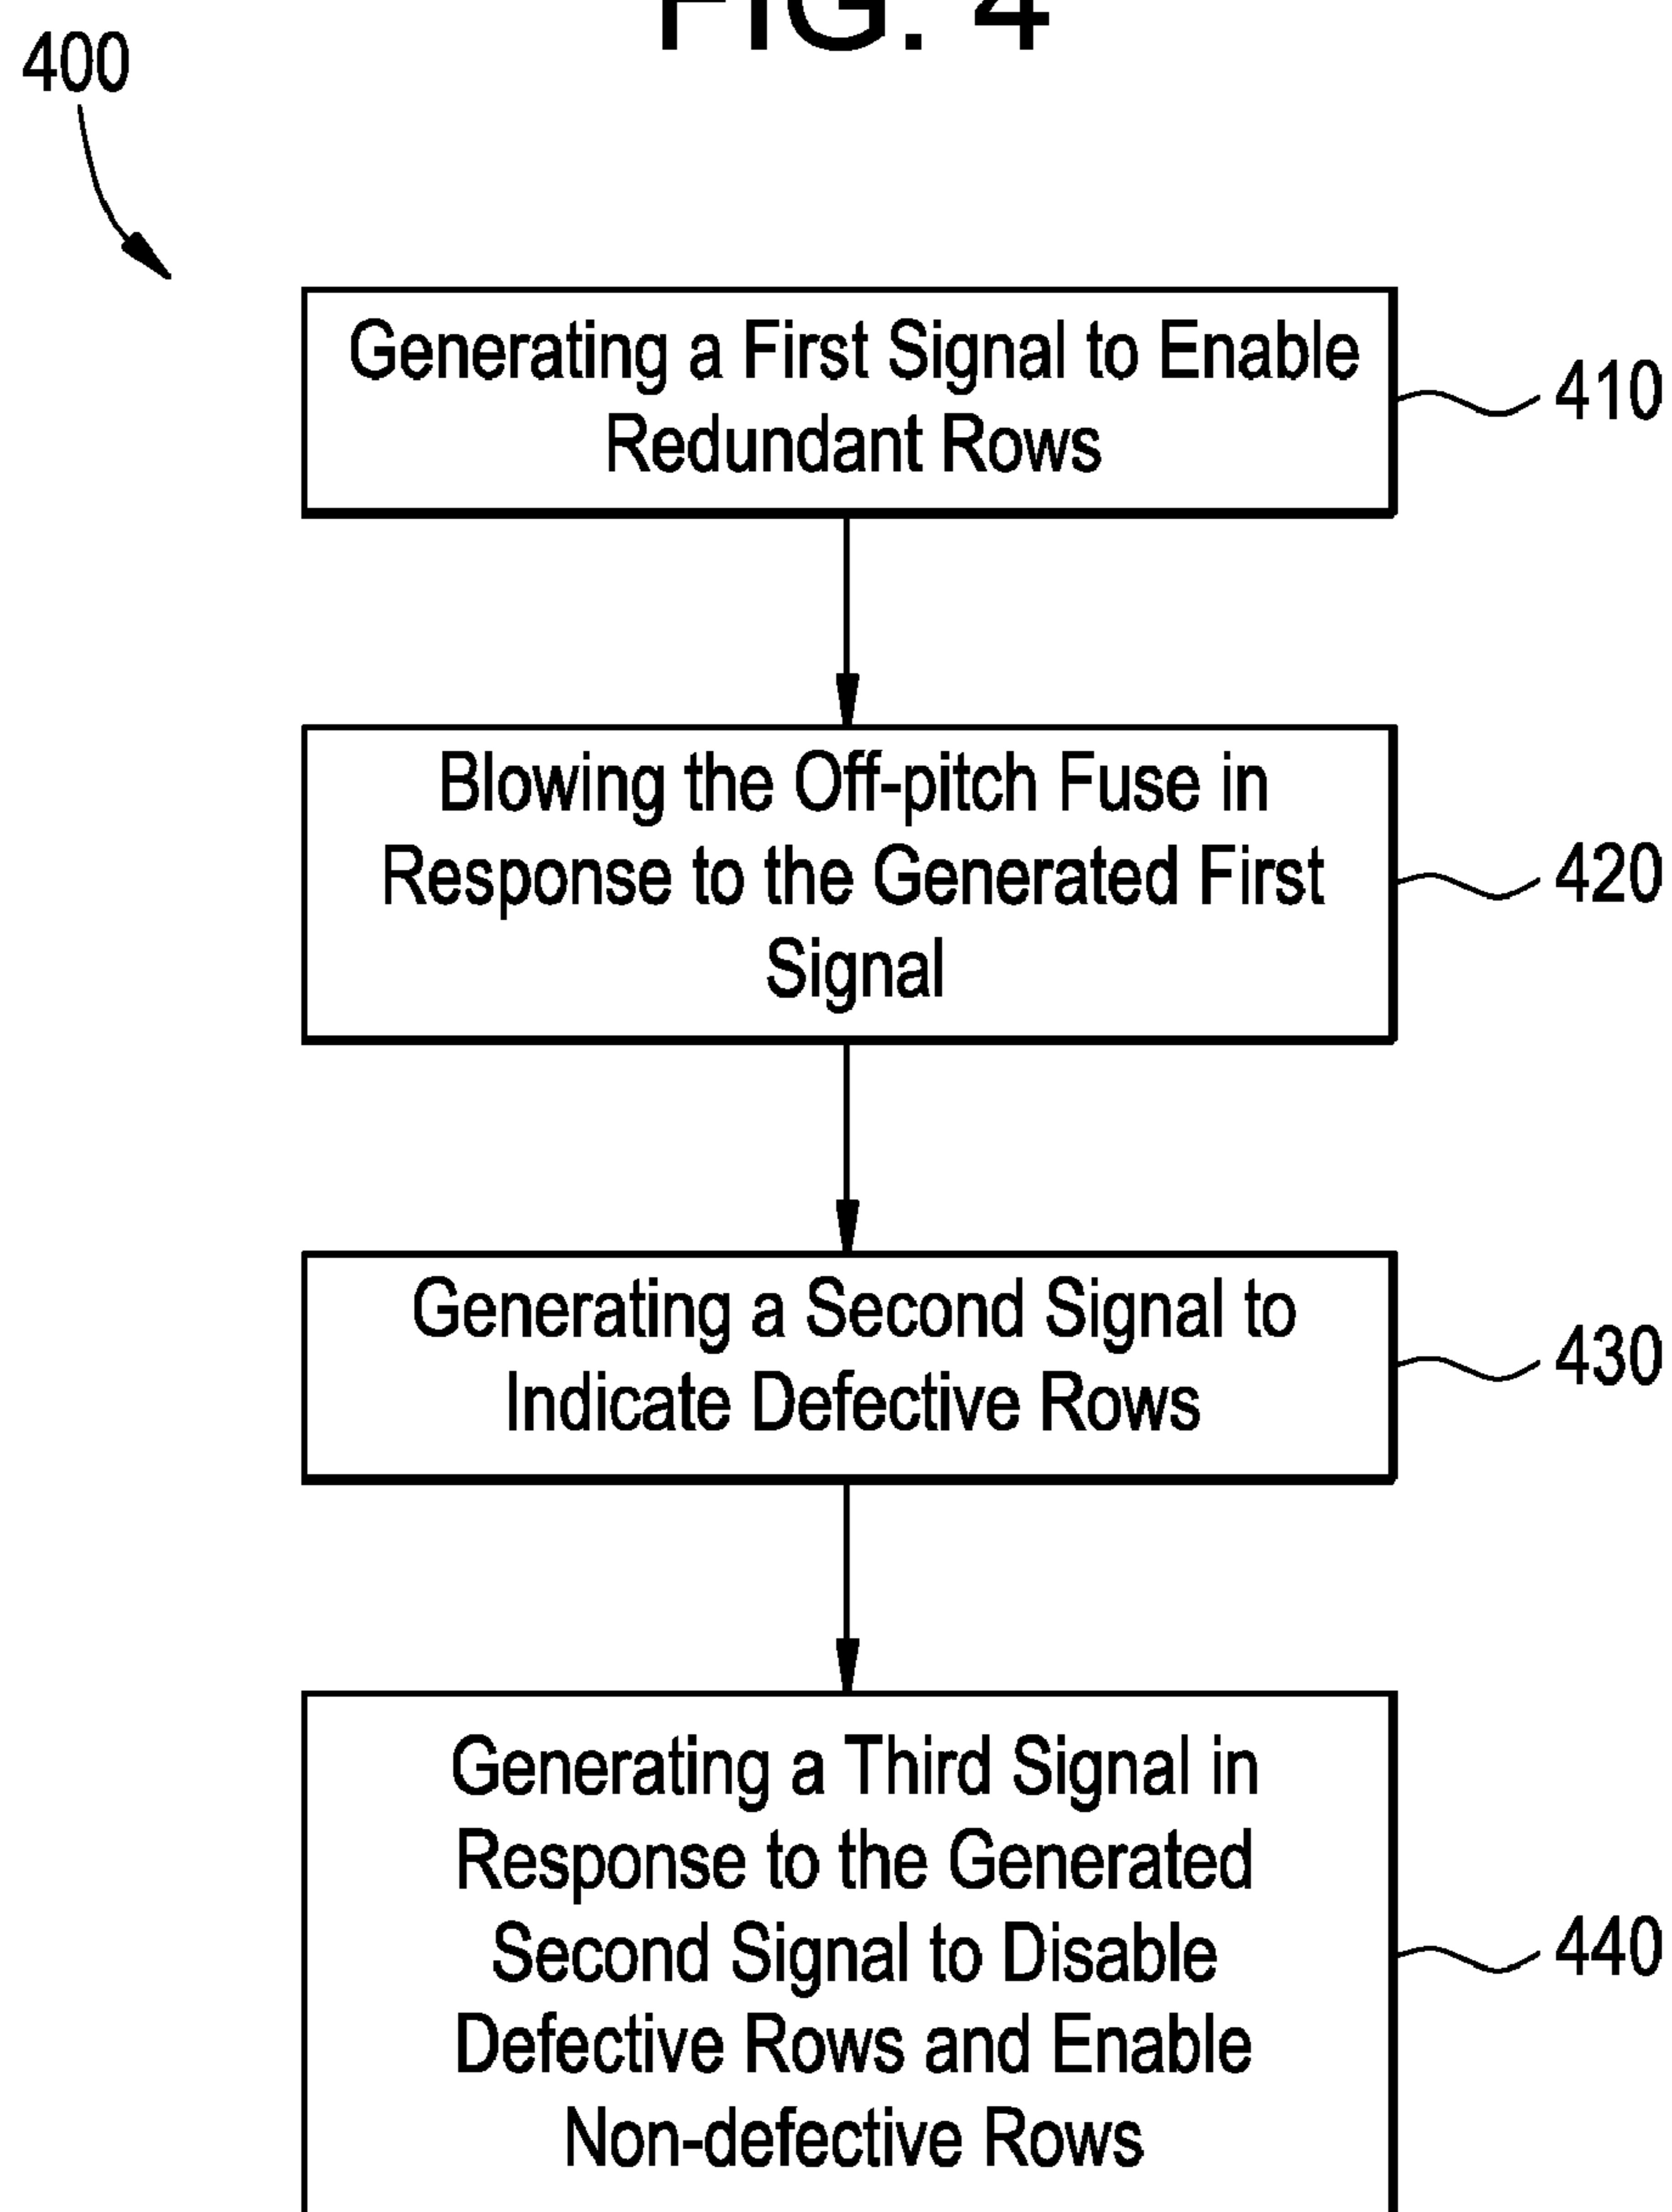 FIG. 4
400
Generating a First Signal to Enable
Redundant Rows
410
Blowing the Off-pitch Fuse in
Response to the Generated First
Signal
420
Generating a Second Signal to
Indicate Defective Rows
430
Generating a Third Signal in
Response to the Generated
Second Signal to Disable
Defective Rows and Enable
Non-defective Rows
440